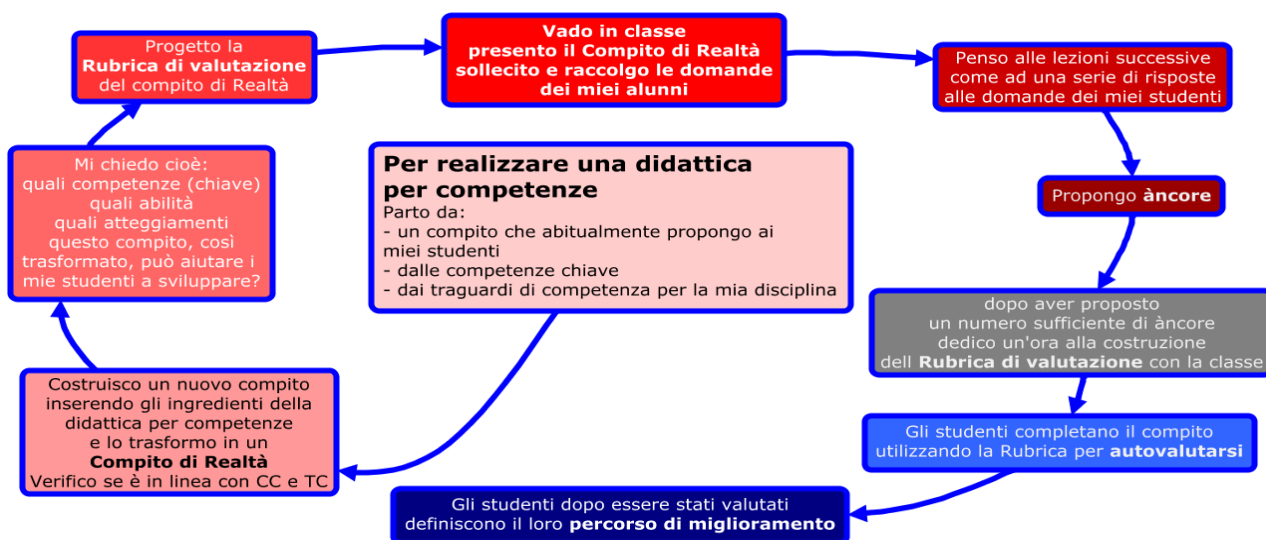 Per realizzare una didattica
per competenze
Parto da:
- un compito che abitualmente propongo ai
miei studenti
- dalle competenze chiave
- dai traguardi di competenza per la mia disciplina
Costruisco un nuovo compito
inserendo gli ingredienti della
didattica per competenze
e lo trasformo in un
Compito di Realtà
Verifico se è in linea con CC e TC
Mi chiedo cioè:
quali competenze (chiave)
quali abilità
quali atteggiamenti
questo compito, così
trasformato, può aiutare i
mie studenti a sviluppare?
Progetto la
Rubrica di valutazione
del compito di Realtà
Vado in classe
presento il Compito di Realtà
sollecito e raccolgo le domande
dei miei alunni
Penso alle lezioni successive
come ad una serie di risposte
alle domande dei miei studenti
Propongo àncore
dopo aver proposto
un numero sufficiente di àncore
dedico un'ora alla costruzione
dell Rubrica di valutazione con la classe
Gli studenti completano il compito
utilizzando la Rubrica per autovalutarsi
Gli studenti dopo essere stati valutati
definiscono il loro percorso di miglioramento